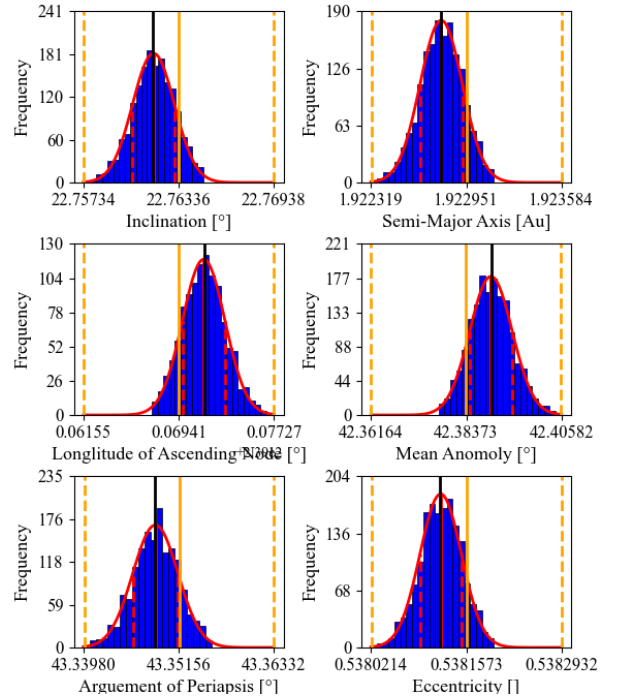 241
181
120
60
0
Frequency
22.75734 22.76336 22.76938
Inclination [°]
190
126
63
0
Frequency
1.922319 1.922951 1.923584
Semi-Major Axis [Au]
130
104
78
52
26
0
Frequency
0.06155 0.06941 0.07727
Longlitude of Ascending Node [°]
221
177
133
88
44
0
Frequency
42.36164 42.38373 42.40582
Mean Anomoly [°]
235
176
118
59
0
Frequency
43.33980 43.35156 43.36332
Arguement of Periapsis [°]
204
136
68
0
Frequency
0.5380214 0.5381573 0.5382932
Eccentricity []